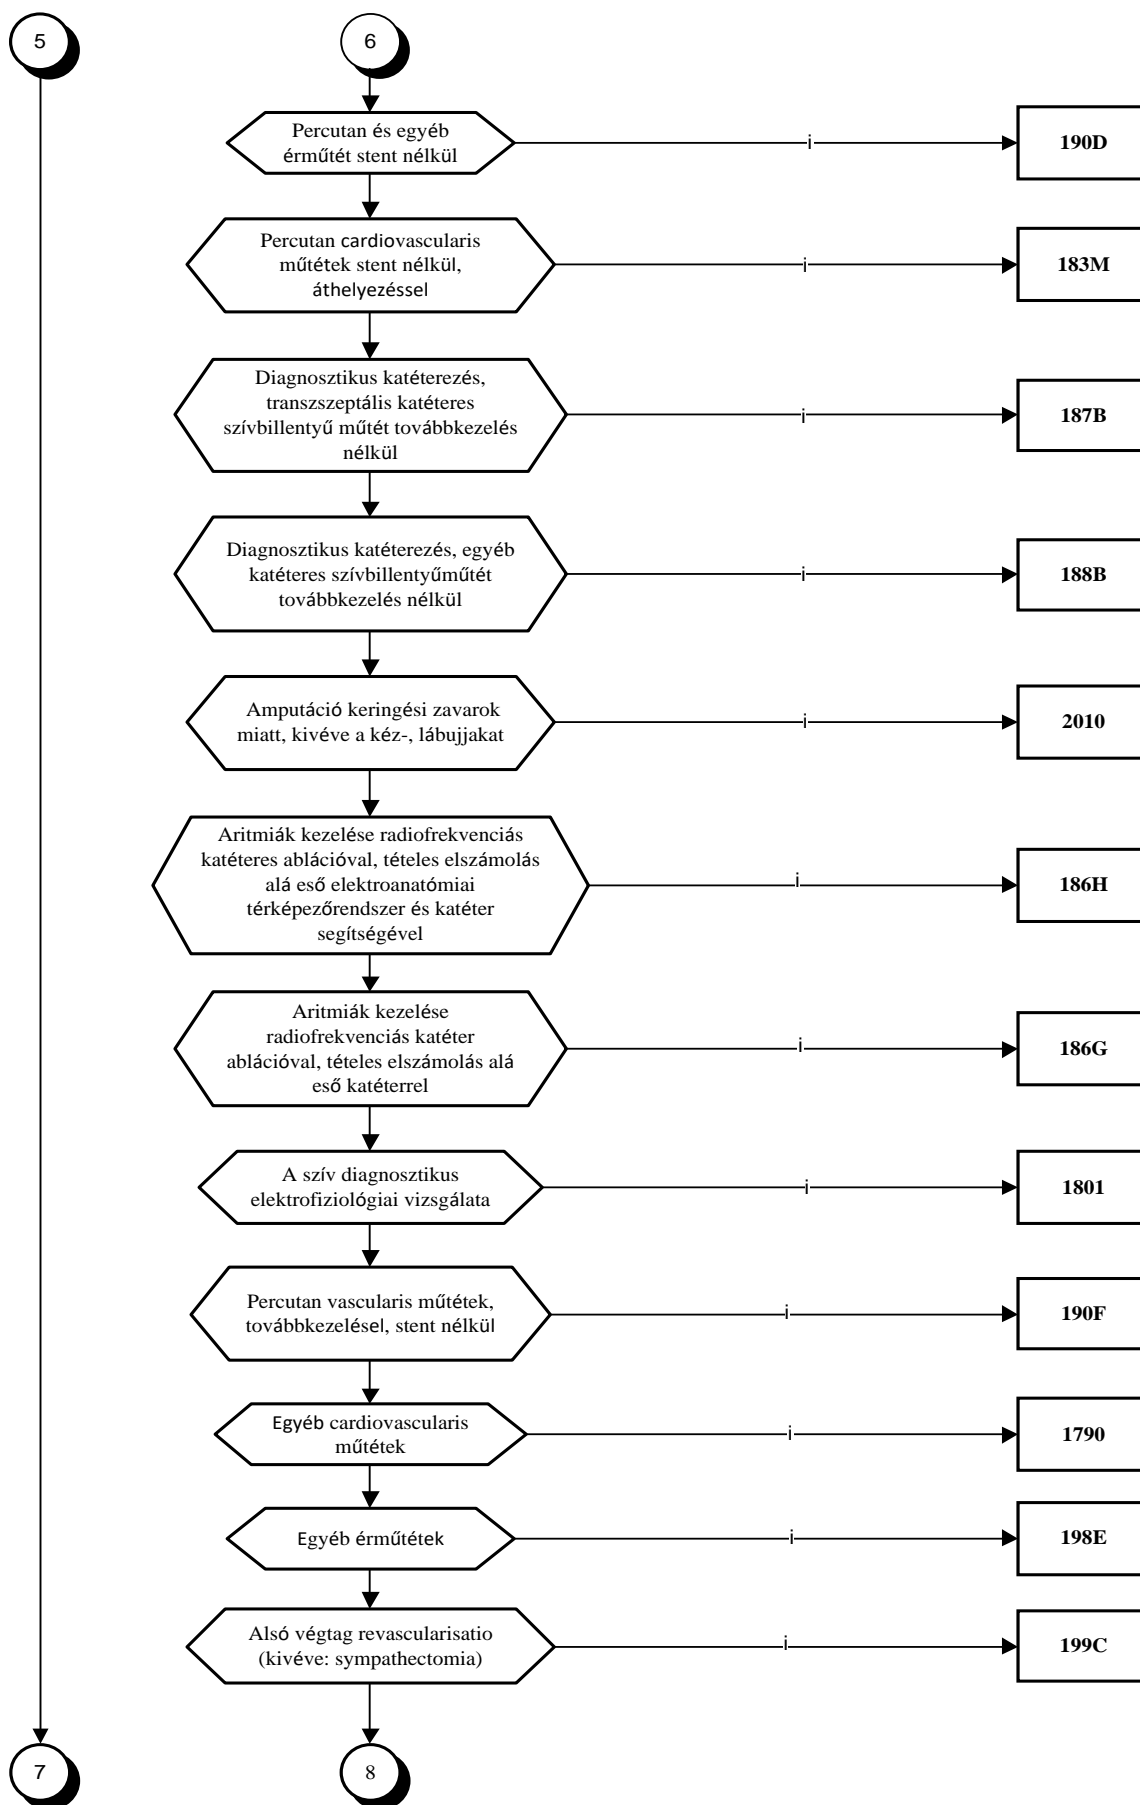 5
6
Percutan és egyéb
érműtét stent nélkül
i
190D
Percutan cardiovascularis
műtétek stent nélkül,
áthelyezéssel
i
183M
Diagnosztikus katéterezés,
transzszeptális katéteres
szívbillentyű műtét továbbkezelés
nélkül
i
187B
Diagnosztikus katéterezés, egyéb
katéteres szívbillentyűműtét
továbbkezelés nélkül
i
188B
Amputáció keringési zavarok
miatt, kivéve a kéz-, lábujjakat
i
2010
Aritmiák kezelése radiofrekvenciás
katéteres ablációval, tételes elszámolás
alá eső elektroanatómiai
térképezőrendszer és katéter
segítségével
i
186H
Aritmiák kezelése
radiofrekvenciás katéter
ablációval, tételes elszámolás alá
eső katéterrel
i
186G
A szív diagnosztikus
elektrofiziológiai vizsgálata
i
1801
Percutan vascularis műtétek,
továbbkezelésel, stent nélkül
i
190F
Egyéb cardiovascularis
műtétek
i
1790
Egyéb érműtétek
i
198E
Alsó végtag revascularisatio
(kivéve: sympathectomia)
i
199C
7
8